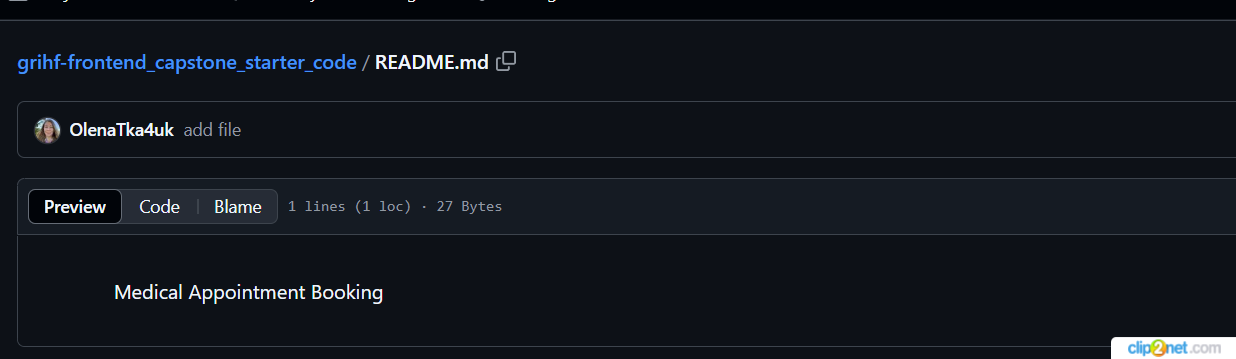 grihf-frontend_capstone_starter_code / README.md
OlenaTka4uk add file
Preview Code Blame 1 lines (1 loc) · 27 Bytes
Medical Appointment Booking
clip2net.com